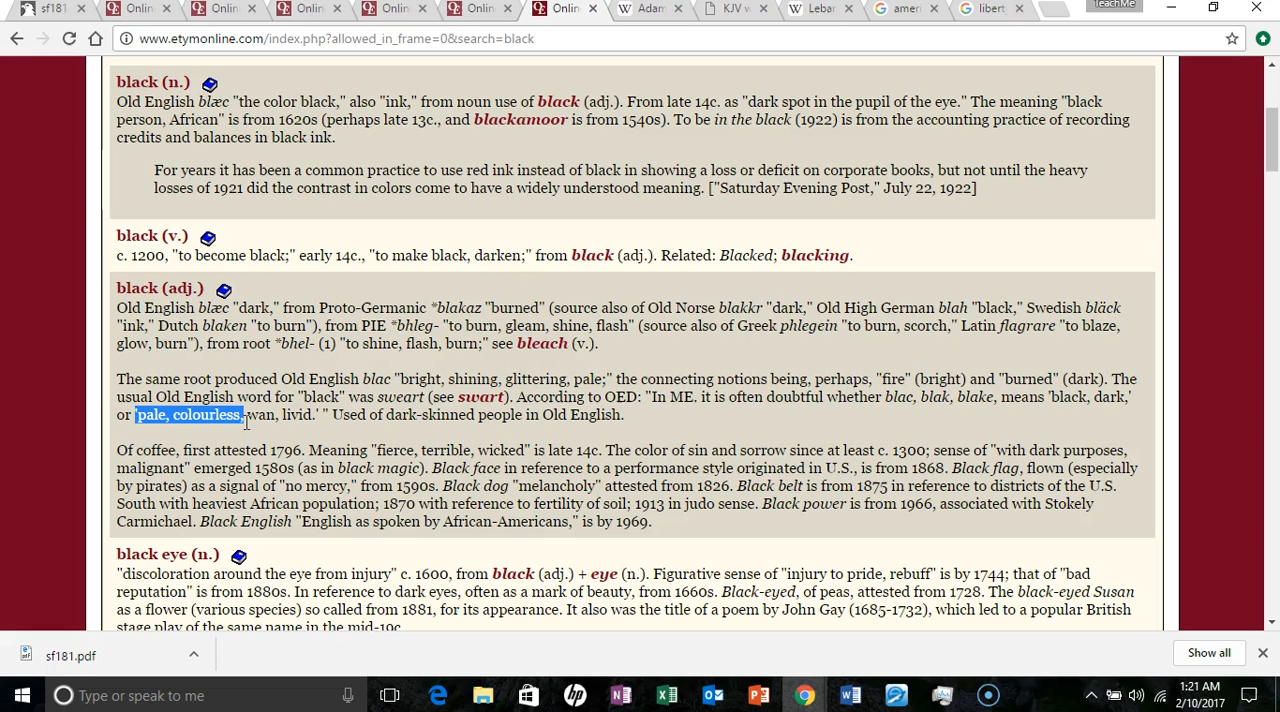 sf181
Onlin
Onlin
Onlin
Onlin
Onlin
Onlin
Adam
KJV w
Lebar
ameri
libert
TeachMe
www.etymonline.com/index.php?allowed_in_frame=0&search=black
black (n.)
Old English blæc "the color black," also "ink," from noun use of black (adj.). From late 14c. as "dark spot in the pupil of the eye." The meaning "black
person, African" is from 1620s (perhaps late 13c., and blackamoor is from 1540s). To be in the black (1922) is from the accounting practice of recording
credits and balances in black ink.
For years it has been a common practice to use red ink instead of black in showing a loss or deficit on corporate books, but not until the heavy
losses of 1921 did the contrast in colors come to have a widely understood meaning. ["Saturday Evening Post," July 22, 1922]
black (v.)
c. 1200, "to become black;" early 14c., "to make black, darken;" from black (adj.). Related: Blacked; blacking.
black (adj.)
Old English blæc "dark," from Proto-Germanic *blakaz "burned" (source also of Old Norse blakkr "dark," Old High German blah "black," Swedish bläck
"ink," Dutch blaken "to burn"), from PIE *bhleg- "to burn, gleam, shine, flash" (source also of Greek phlegein "to burn, scorch," Latin flagrare "to blaze,
glow, burn"), from root *bhel- (1) "to shine, flash, burn;" see bleach (v.).
The same root produced Old English blac "bright, shining, glittering, pale;" the connecting notions being, perhaps, "fire" (bright) and "burned" (dark). The
usual Old English word for "black" was sweart (see swart). According to OED: "In ME. it is often doubtful whether blac, blak, blake, means 'black, dark,'
or 'pale, colourless, wan, livid.' " Used of dark-skinned people in Old English.
Of coffee, first attested 1796. Meaning "fierce, terrible, wicked" is late 14c. The color of sin and sorrow since at least c. 1300; sense of "with dark purposes,
malignant" emerged 1580s (as in black magic). Black face in reference to a performance style originated in U.S., is from 1868. Black flag, flown (especially
by pirates) as a signal of "no mercy," from 1590s. Black dog "melancholy" attested from 1826. Black belt is from 1875 in reference to districts of the U.S.
South with heaviest African population; 1870 with reference to fertility of soil; 1913 in judo sense. Black power is from 1966, associated with Stokely
Carmichael. Black English "English as spoken by African-Americans," is by 1969.
black eye (n.)
"discoloration around the eye from injury" c. 1600, from black (adj.) + eye (n.). Figurative sense of "injury to pride, rebuff" is by 1744; that of "bad
reputation" is from 1880s. In reference to dark eyes, often as a mark of beauty, from 1660s. Black-eyed, of peas, attested from 1728. The black-eyed Susan
as a flower (various species) so called from 1881, for its appearance. It also was the title of a poem by John Gay (1685-1732), which led to a popular British
stage play of the same name in the mid-19c.
sf181.pdf
Show all
Type or speak to me
1:21 AM
2/10/2017